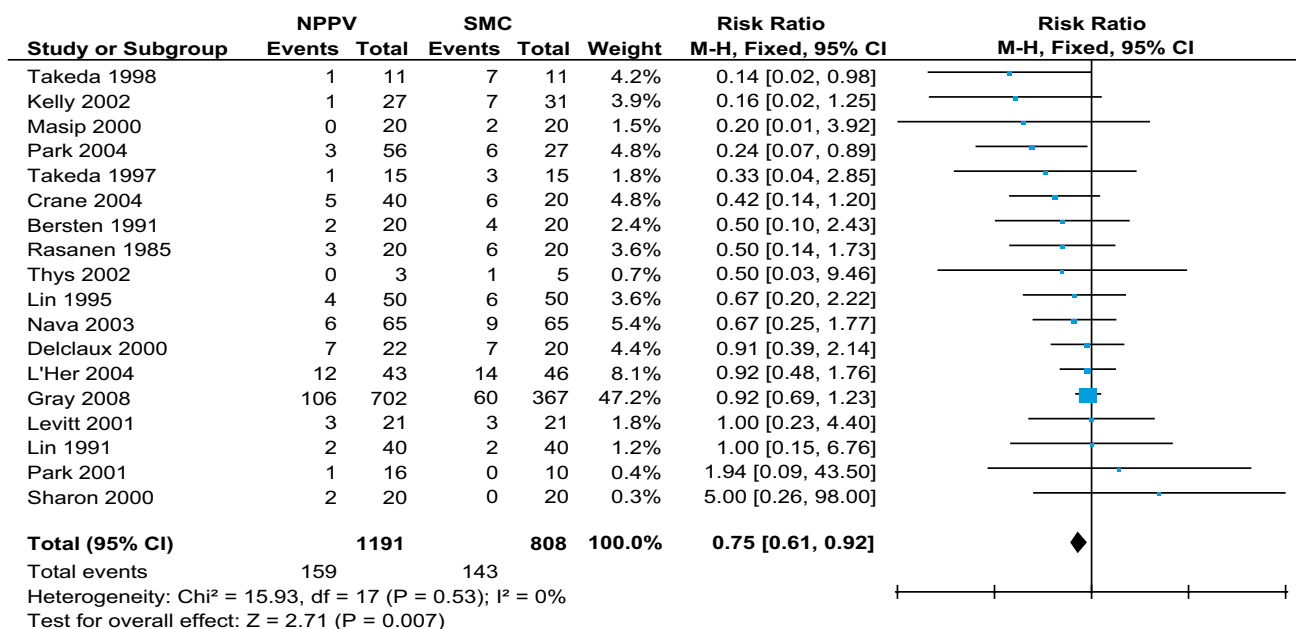 NPPV SMC Risk Ratio Risk Ratio
Study or Subgroup Events Total Events Total Weight M-H, Fixed, 95% CI M-H, Fixed, 95% CI
Takeda 1998 1 11 7 11 4.2% 0.14 [0.02, 0.98]
Kelly 2002 1 27 7 31 3.9% 0.16 [0.02, 1.25]
Masip 2000 0 20 2 20 1.5% 0.20 [0.01, 3.92]
Park 2004 3 56 6 27 4.8% 0.24 [0.07, 0.89]
Takeda 1997 1 15 3 15 1.8% 0.33 [0.04, 2.85]
Crane 2004 5 40 6 20 4.8% 0.42 [0.14, 1.20]
Bersten 1991 2 20 4 20 2.4% 0.50 [0.10, 2.43]
Rasanen 1985 3 20 6 20 3.6% 0.50 [0.14, 1.73]
Thys 2002 0 3 1 5 0.7% 0.50 [0.03, 9.46]
Lin 1995 4 50 6 50 3.6% 0.67 [0.20, 2.22]
Nava 2003 6 65 9 65 5.4% 0.67 [0.25, 1.77]
Delclaux 2000 7 22 7 20 4.4% 0.91 [0.39, 2.14]
L'Her 2004 12 43 14 46 8.1% 0.92 [0.48, 1.76]
Gray 2008 106 702 60 367 47.2% 0.92 [0.69, 1.23]
Levitt 2001 3 21 3 21 1.8% 1.00 [0.23, 4.40]
Lin 1991 2 40 2 40 1.2% 1.00 [0.15, 6.76]
Park 2001 1 16 0 10 0.4% 1.94 [0.09, 43.50]
Sharon 2000 2 20 0 20 0.3% 5.00 [0.26, 98.00]
Total (95% CI) 1191 808 100.0% 0.75 [0.61, 0.92]
Total events 159 143
Heterogeneity: Chi² = 15.93, df = 17 (P = 0.53); I² = 0%
Test for overall effect: Z = 2.71 (P = 0.007)